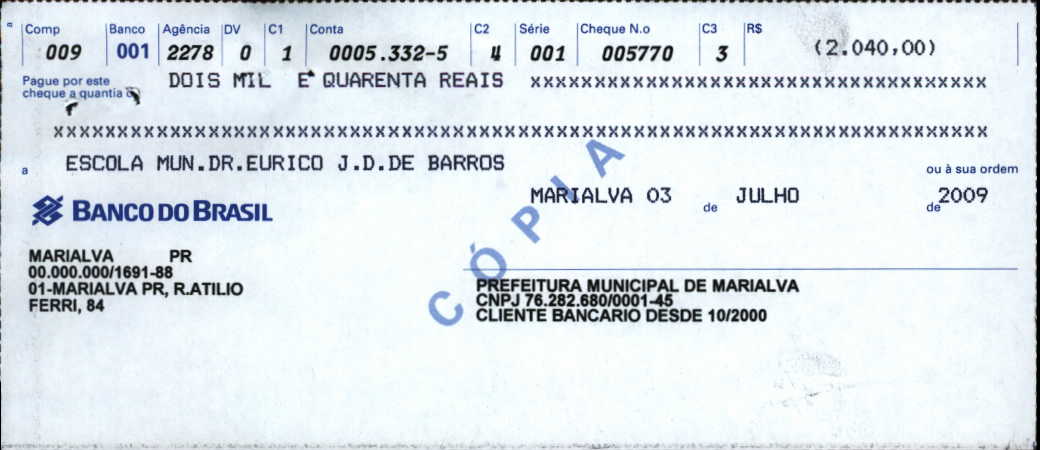 Comp Banco Agência DV C1 Conta C2 Série Cheque N.o C3 R$
009 001 2278 0 1 0005.332-5 4 001 005770 3 (2.040,00)
Pague por este
cheque a quantia DOIS MIL E QUARENTA REAIS xxxxxxxxxxxxxxxxxxxxxxxxxxxxxxxxxxx
xxxxxxxxxxxxxxxxxxxxxxxxxxxxxxxxxxxxxxxxxxxxxxxxxxxxxxxxxxxxxxxxxxxxxxxx
a ESCOLA MUN.DR.EURICO J.D.DE BARROS ou à sua ordem
MARIALVA 03 de JULHO de 2009
BANCO DO BRASIL
CÓPIA
MARIALVA PR
00.000.000/1691-88
01-MARIALVA PR, R.ATILIO
FERRI, 84
PREFEITURA MUNICIPAL DE MARIALVA
CNPJ 76.282.680/0001-45
CLIENTE BANCARIO DESDE 10/2000